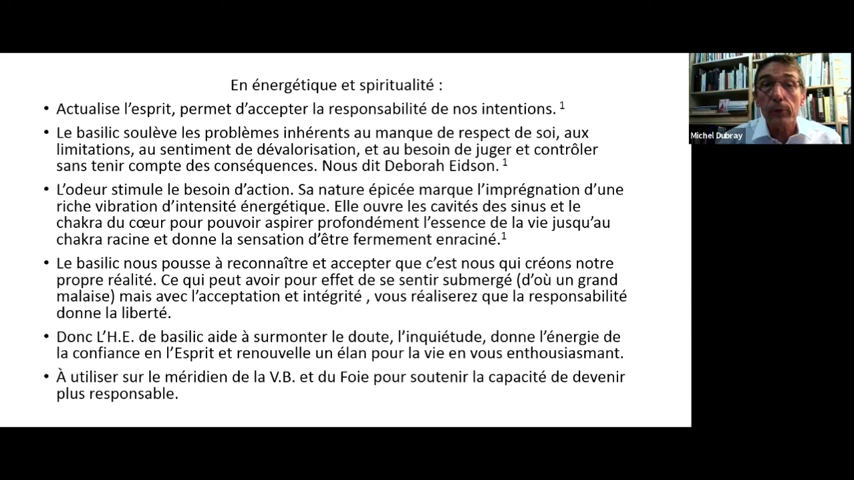 En énergétique et spiritualité :
• Actualise l'esprit, permet d'accepter la responsabilité de nos intentions. 1
• Le basilic soulève les problèmes inhérents au manque de respect de soi, aux
limitations, au sentiment de dévalorisation, et au besoin de juger et contrôler
sans tenir compte des conséquences. Nous dit Deborah Eidson. 1
• L'odeur stimule le besoin d'action. Sa nature épicée marque l'imprégnation d'une
riche vibration d'intensité énergétique. Elle ouvre les cavités des sinus et le
chakra du cœur pour pouvoir aspirer profondément l'essence de la vie jusqu'au
chakra racine et donne la sensation d'être fermement enraciné.1
• Le basilic nous pousse à reconnaître et accepter que c'est nous qui créons notre
propre réalité. Ce qui peut avoir pour effet de se sentir submergé (d'où un grand
malaise) mais avec l'acceptation et intégrité , vous réaliserez que la responsabilité
donne la liberté.
• Donc L'H.E. de basilic aide à surmonter le doute, l'inquiétude, donne l'énergie de
la confiance en l'Esprit et renouvelle un élan pour la vie en vous enthousiasmant.
• À utiliser sur le méridien de la V.B. et du Foie pour soutenir la capacité de devenir
plus responsable.
Michel Dubray